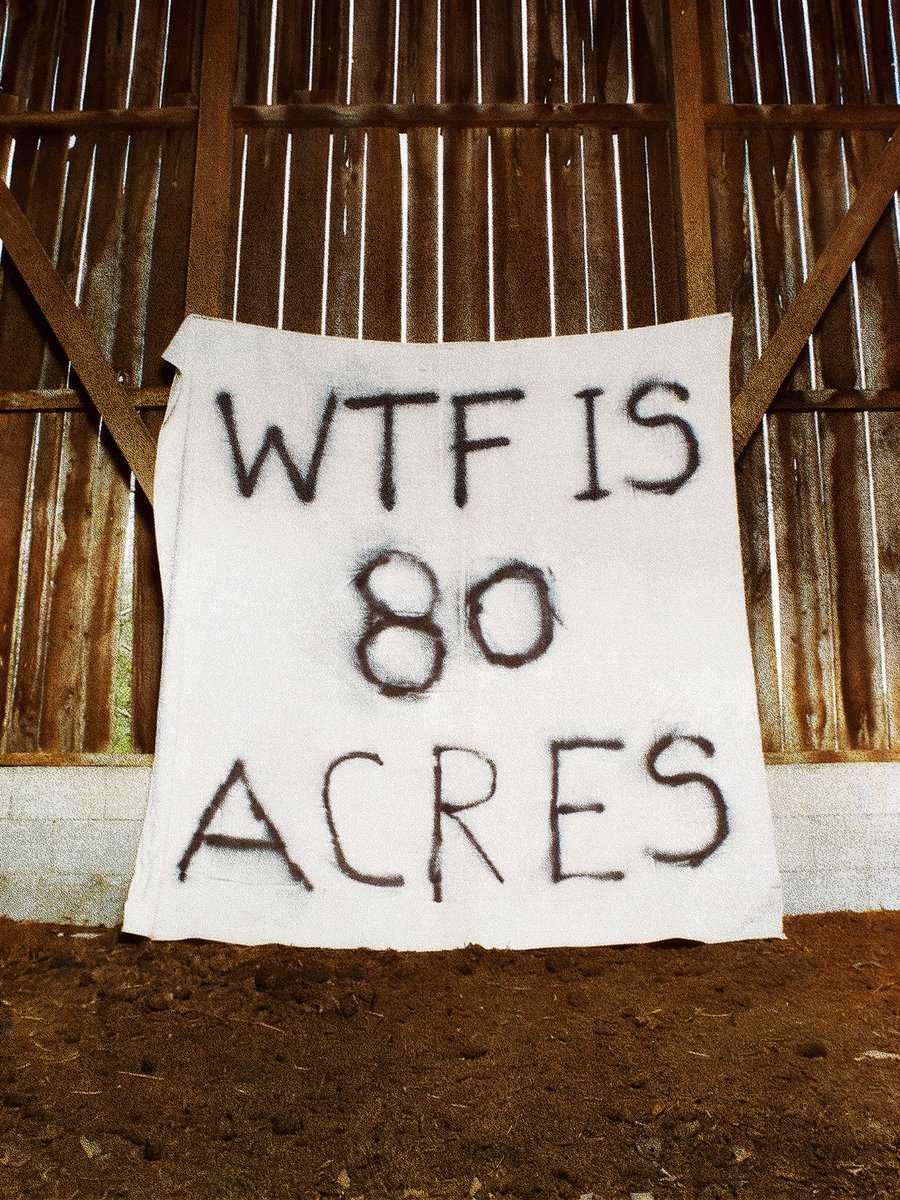 WTF IS
80
ACRES